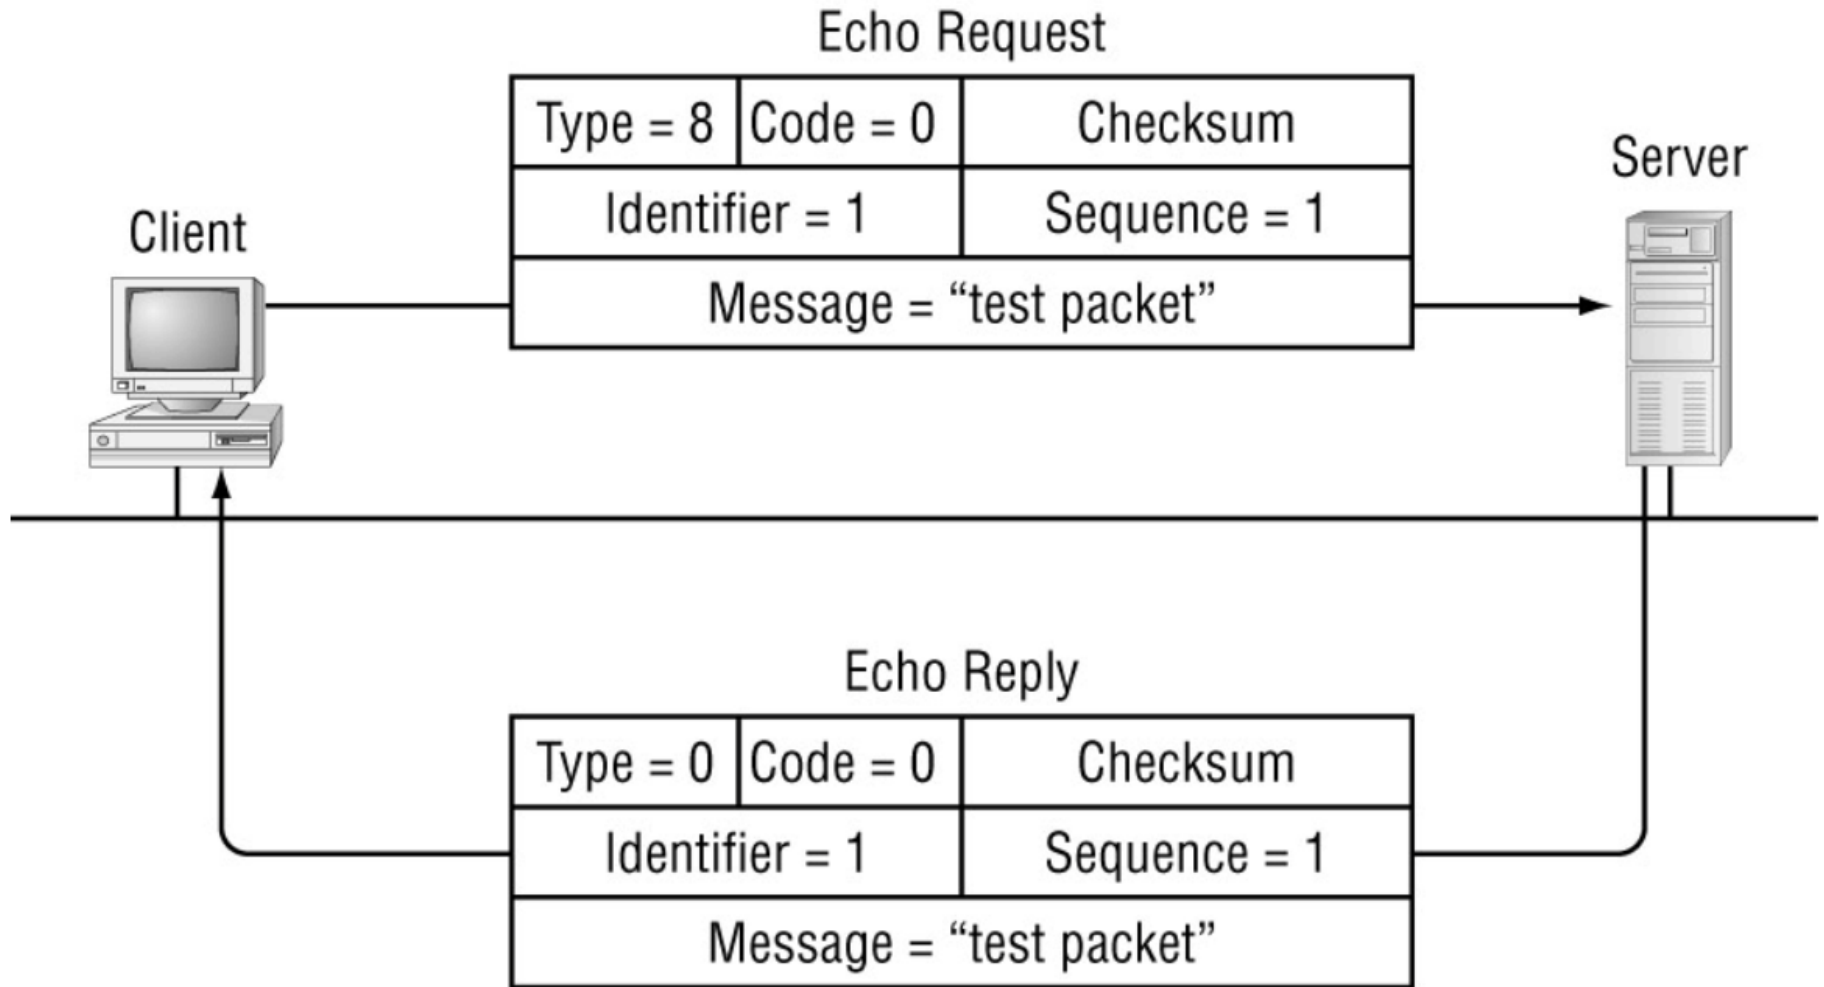 Echo Request
Type = 8 Code = 0 Checksum
Server
Identifier = 1 Sequence = 1
Client
Message = “test packet”
Echo Reply
Type = 0 Code = 0 Checksum
Identifier = 1 Sequence = 1
Message = “test packet”